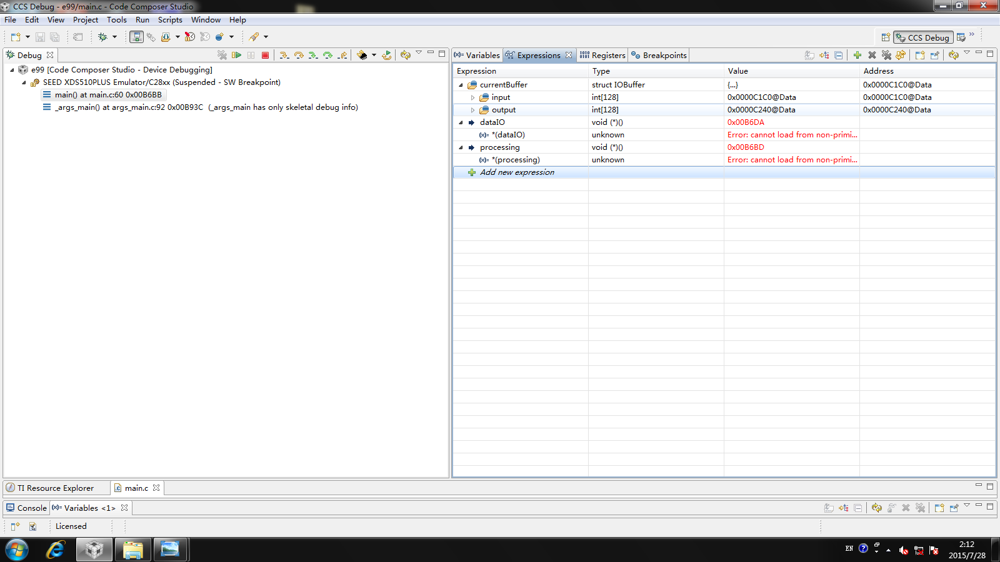 CCS Debug - e99/main.c - Code Composer Studio
File Edit View Project Tools Run Scripts Window Help
CCS Debug
Debug
e99 [Code Composer Studio - Device Debugging]
SEED XDS510PLUS Emulator/C28xx (Suspended - SW Breakpoint)
main() at main.c:60 0x00B6BB
_args_main() at args_main.c:92 0x00B93C (_args_main has only skeletal debug info)
Variables Expressions Registers Breakpoints
Expression Type Value Address
currentBuffer struct IOBuffer {...} 0x0000C1C0@Data
input int[128] 0x0000C1C0@Data 0x0000C1C0@Data
output int[128] 0x0000C240@Data 0x0000C240@Data
dataIO void (*)() 0x00B6DA
*(dataIO) unknown Error: cannot load from non-primi...
processing void (*)() 0x00B6BD
*(processing) unknown Error: cannot load from non-primi...
Add new expression
TI Resource Explorer main.c
Console Variables <1>
Licensed
EN
2:12
2015/7/28